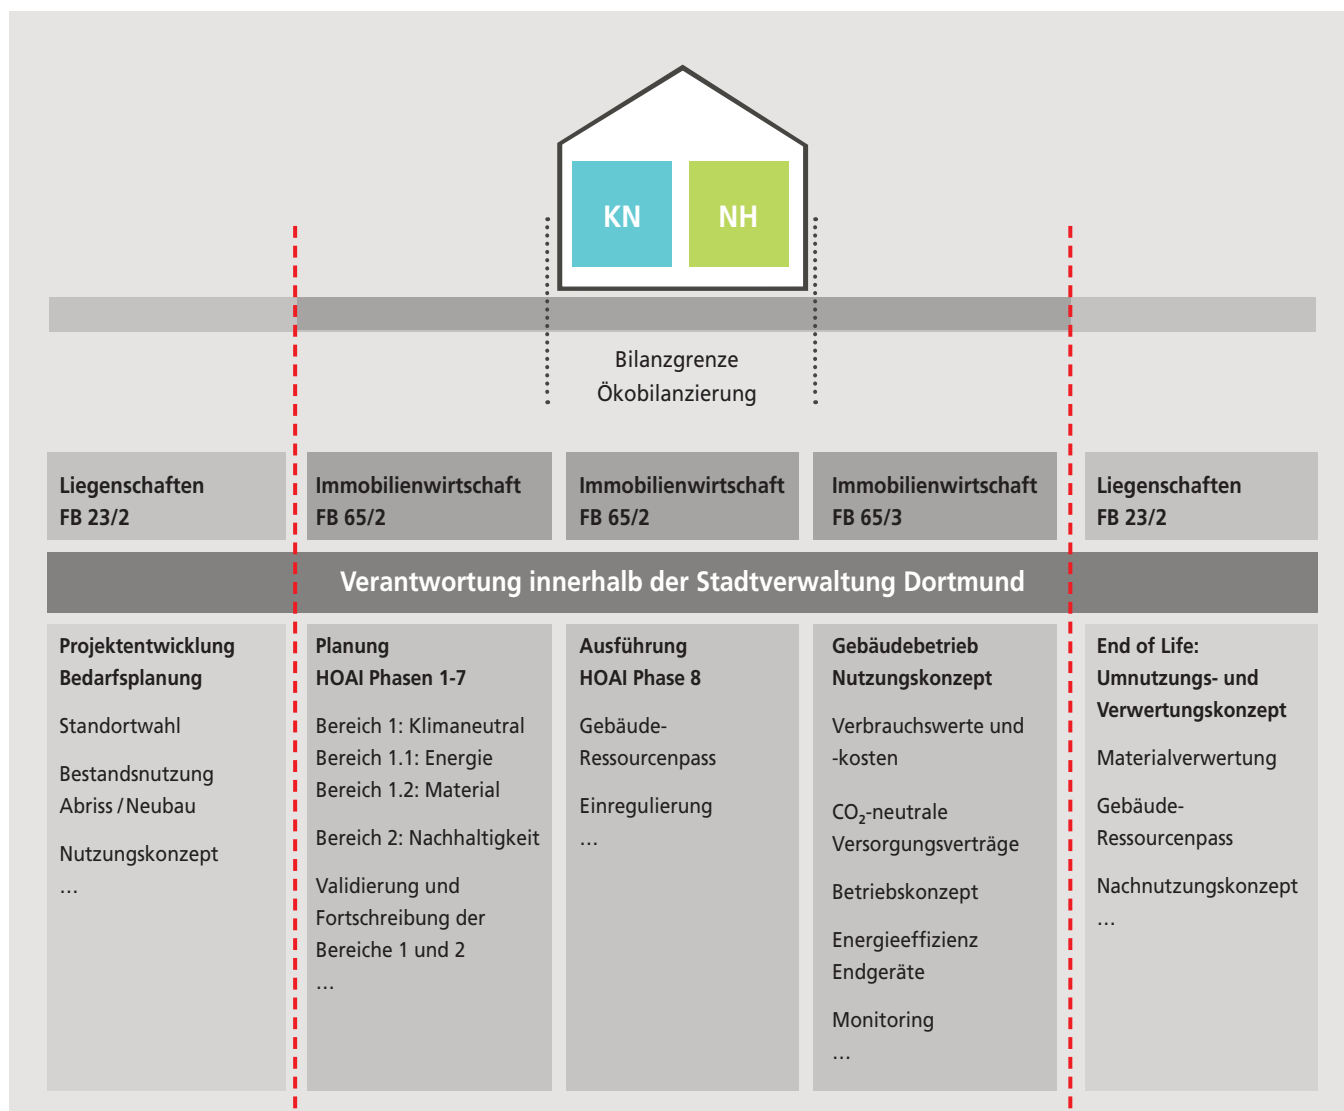 KN
NH
Bilanzgrenze
Ökobilanzierung
Liegenschaften
FB 23/2
Immobilienwirtschaft
FB 65/2
Immobilienwirtschaft
FB 65/2
Immobilienwirtschaft
FB 65/3
Liegenschaften
FB 23/2
Verantwortung innerhalb der Stadtverwaltung Dortmund
Projektentwicklung
Bedarfsplanung
Standortwahl
Bestandsnutzung
Abriss / Neubau
Nutzungskonzept
…
Planung
HOAI Phasen 1-7
Bereich 1: Klimaneutral
Bereich 1.1: Energie
Bereich 1.2: Material
Bereich 2: Nachhaltigkeit
Validierung und
Fortschreibung der
Bereiche 1 und 2
…
Ausführung
HOAI Phase 8
Gebäude-
Ressourcenpass
Einregulierung
…
Gebäudebetrieb
Nutzungskonzept
Verbrauchswerte und
-kosten
CO₂-neutrale
Versorgungsverträge
Betriebskonzept
Energieeffizienz
Endgeräte
Monitoring
…
End of Life:
Umnutzungs- und
Verwertungskonzept
Materialverwertung
Gebäude-
Ressourcenpass
Nachnutzungskonzept
…